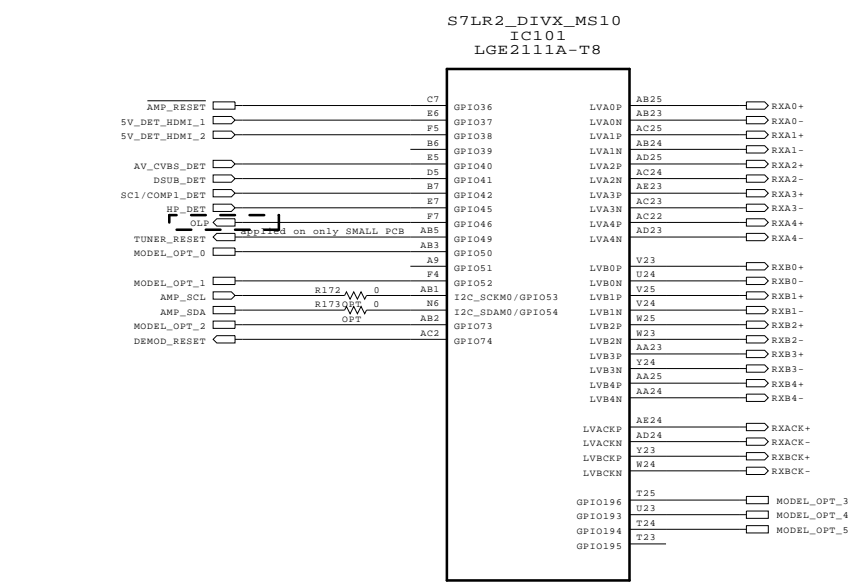 S7LR2_DIVX_MS10
IC101
LGE2111A-T8
AMP_RESET C7 GPIO36
5V_DET_HDMI_1 E6 GPIO37
5V_DET_HDMI_2 F5 GPIO38
B6 GPIO39
AV_CVBS_DET E5 GPIO40
DSUB_DET D5 GPIO41
SC1/COMP1_DET B7 GPIO42
HP_DET E7 GPIO45
OLP F7 GPIO46
applied on only SMALL PCB
TUNER_RESET AB5 GPIO49
MODEL_OPT_0 AB3 GPIO50
A9 GPIO51
MODEL_OPT_1 F4 GPIO52
AMP_SCL R172 0 AB1 I2C_SCKM0/GPIO53
AMP_SDA R173 OPT 0 N6 I2C_SDAM0/GPIO54
OPT
MODEL_OPT_2 AB2 GPIO73
DEMOD_RESET AC2 GPIO74
LVA0P AB25 RXA0+
LVA0N AB23 RXA0-
LVA1P AC25 RXA1+
LVA1N AB24 RXA1-
LVA2P AD25 RXA2+
LVA2N AC24 RXA2-
LVA3P AE23 RXA3+
LVA3N AC23 RXA3-
LVA4P AC22 RXA4+
LVA4N AD23 RXA4-
LVB0P V23 RXB0+
LVB0N U24 RXB0-
LVB1P V25 RXB1+
LVB1N V24 RXB1-
LVB2P W25 RXB2+
LVB2N W23 RXB2-
LVB3P AA23 RXB3+
LVB3N Y24 RXB3-
LVB4P AA25 RXB4+
LVB4N AA24 RXB4-
LVACKP AE24 RXACK+
LVACKN AD24 RXACK-
LVBCKP Y23 RXBCK+
LVBCKN W24 RXBCK-
GPIO196 T25 MODEL_OPT_3
GPIO193 U23 MODEL_OPT_4
GPIO194 T24 MODEL_OPT_5
GPIO195 T23